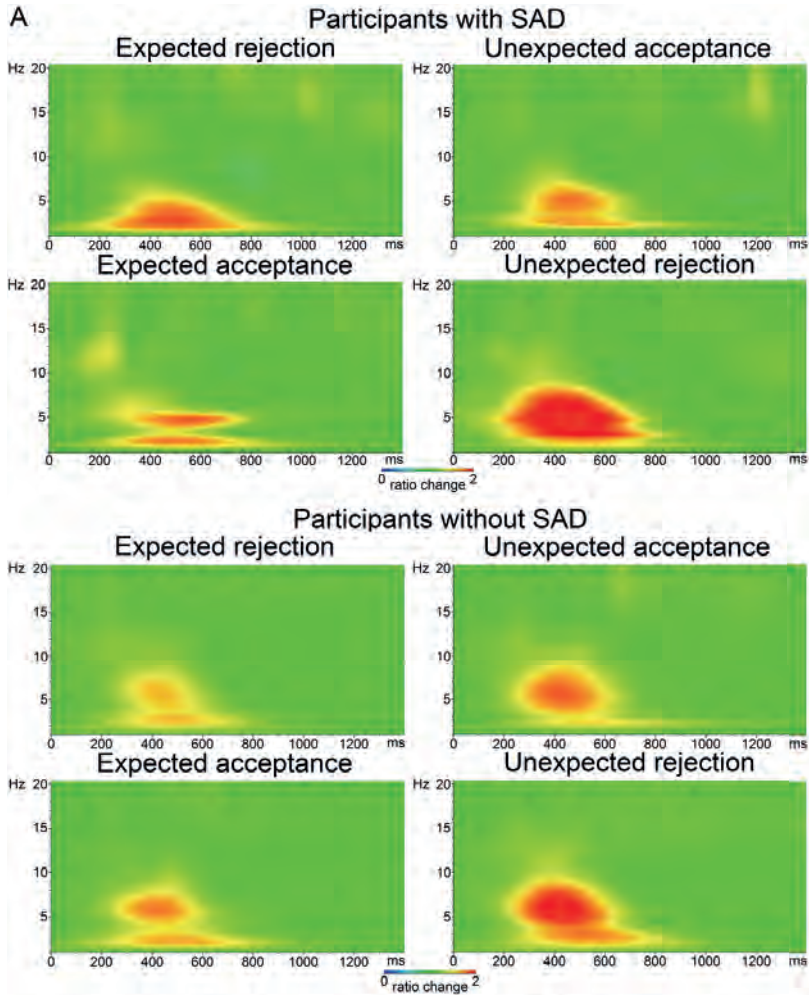 A
Participants with SAD
Expected rejection Unexpected acceptance
Hz 20 Hz 20
15 15
10 10
5 5
0 200 400 600 800 1000 1200 ms 0 200 400 600 800 1000 1200 ms
Expected acceptance Unexpected rejection
Hz 20 Hz 20
15 15
10 10
5 5
0 200 400 600 800 1000 1200 ms 0 200 400 600 800 1000 1200 ms
0 ratio change 2
Participants without SAD
Expected rejection Unexpected acceptance
Hz 20 Hz 20
15 15
10 10
5 5
0 200 400 600 800 1000 1200 ms 0 200 400 600 800 1000 1200 ms
Expected acceptance Unexpected rejection
Hz 20 Hz 20
15 15
10 10
5 5
0 200 400 600 800 1000 1200 ms 0 200 400 600 800 1000 1200 ms
0 ratio change 2